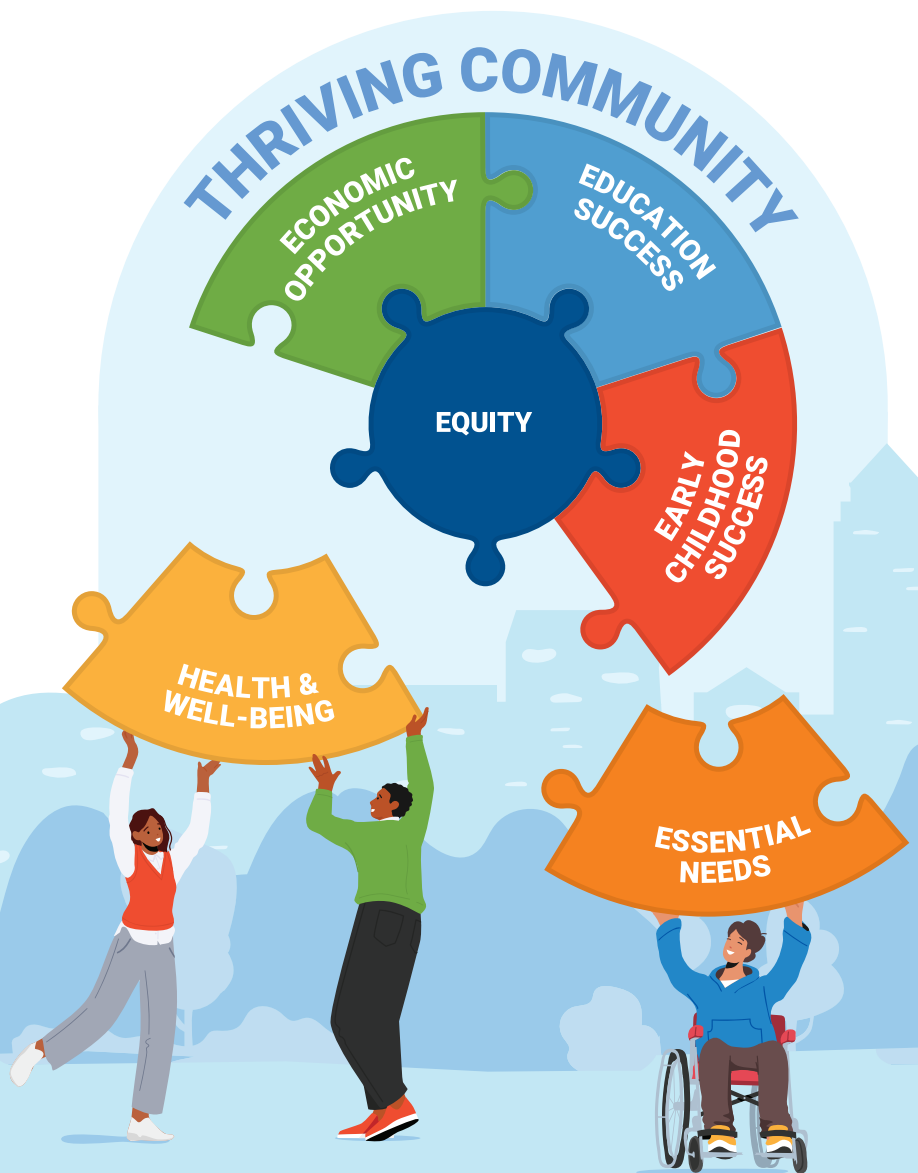 THRIVING COMMUNITY
ECONOMIC
OPPORTUNITY
EDUCATION
SUCCESS
EQUITY
EARLY
CHILDHOOD
SUCCESS
HEALTH &
WELL-BEING
ESSENTIAL
NEEDS